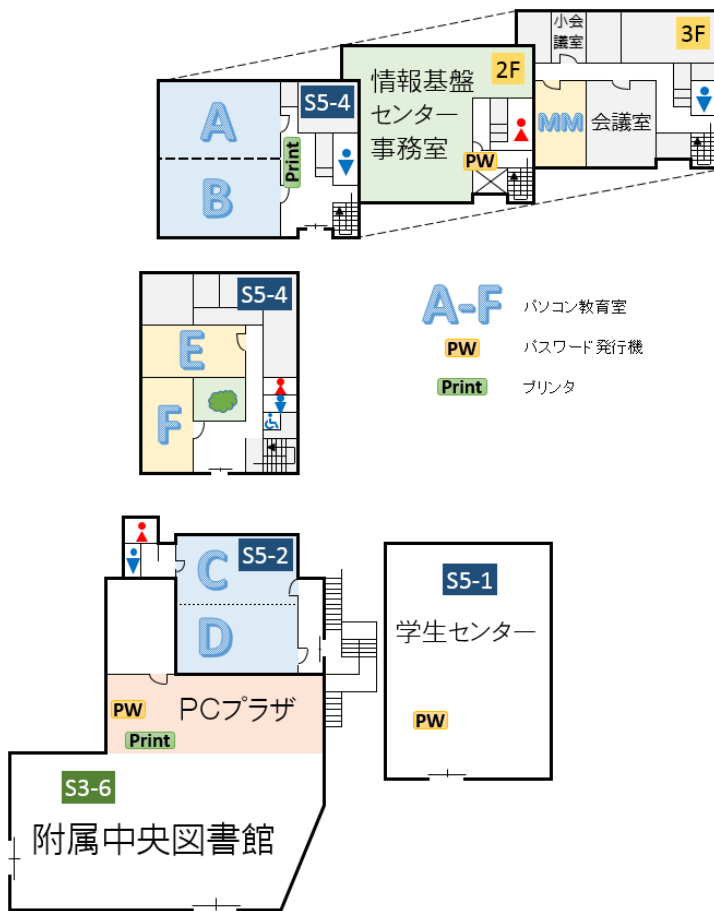 小会
議室
3F
情報基盤
センター
事務室
2F
PW
MM
会議室
S5-4
A
B
Print
S5-4
E
F
A-F
パソコン教育室
PW
パスワード発行機
Print
プリンタ
S5-2
C
D
PCプラザ
PW
Print
S5-1
学生センター
PW
S3-6
附属中央図書館